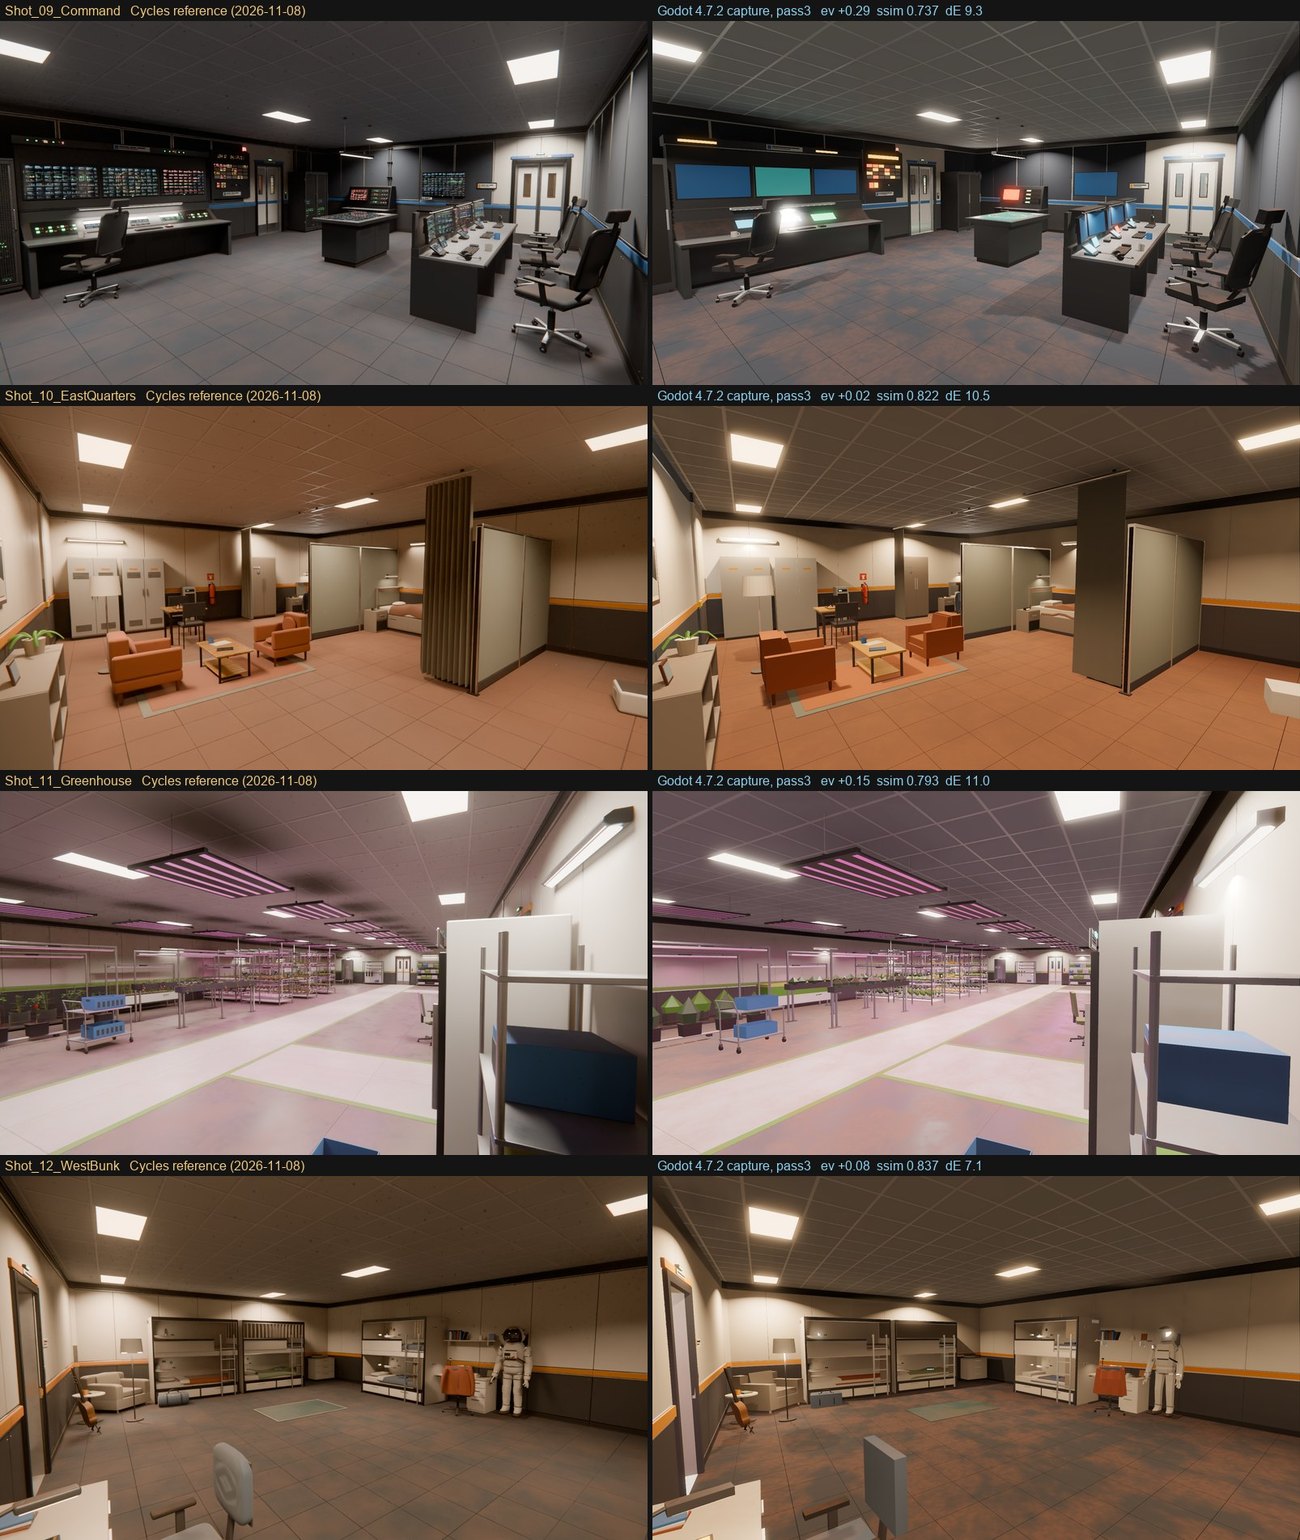 Shot_09_Command Cycles reference (2026-11-08)
Godot 4.7.2 capture, pass3 ev +0.29 ssim 0.737 dE 9.3
Shot_10_EastQuarters Cycles reference (2026-11-08)
Godot 4.7.2 capture, pass3 ev +0.02 ssim 0.822 dE 10.5
Shot_11_Greenhouse Cycles reference (2026-11-08)
Godot 4.7.2 capture, pass3 ev +0.15 ssim 0.793 dE 11.0
Shot_12_WestBunk Cycles reference (2026-11-08)
Godot 4.7.2 capture, pass3 ev +0.08 ssim 0.837 dE 7.1